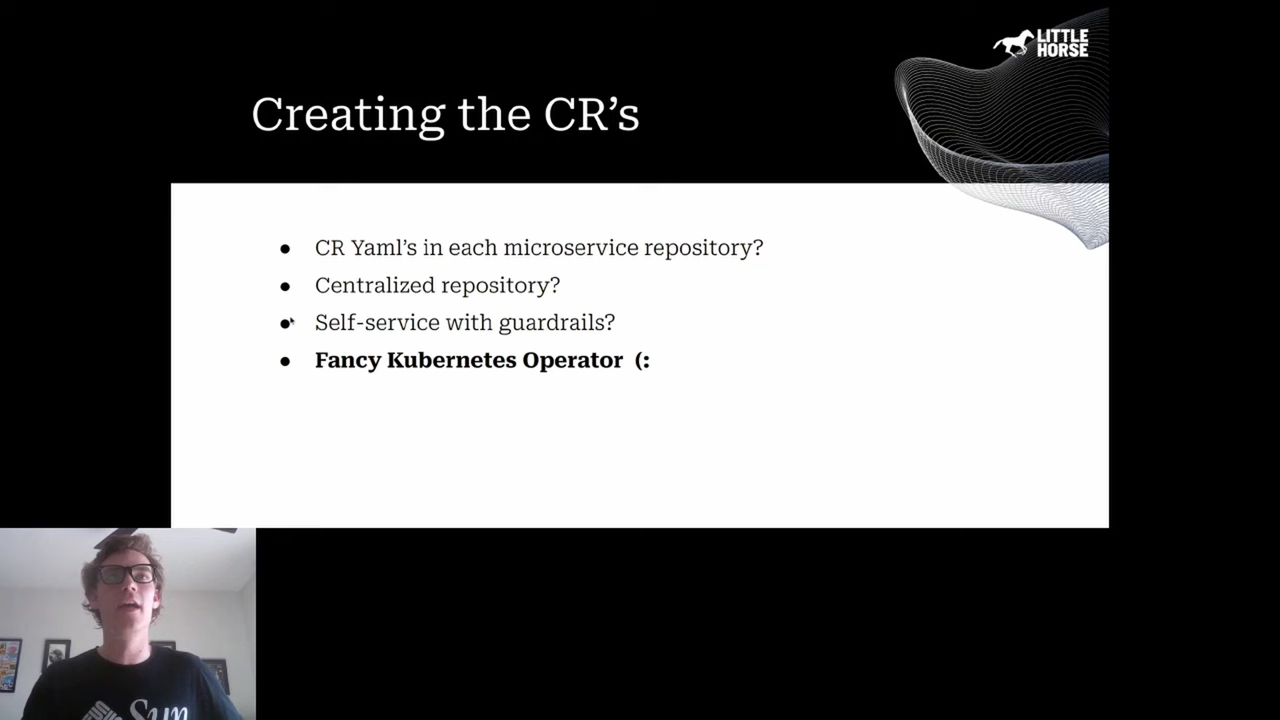 LITTLE
HORSE
Creating the CR's
● CR Yaml's in each microservice repository?
● Centralized repository?
● Self-service with guardrails?
● Fancy Kubernetes Operator (:
Sun